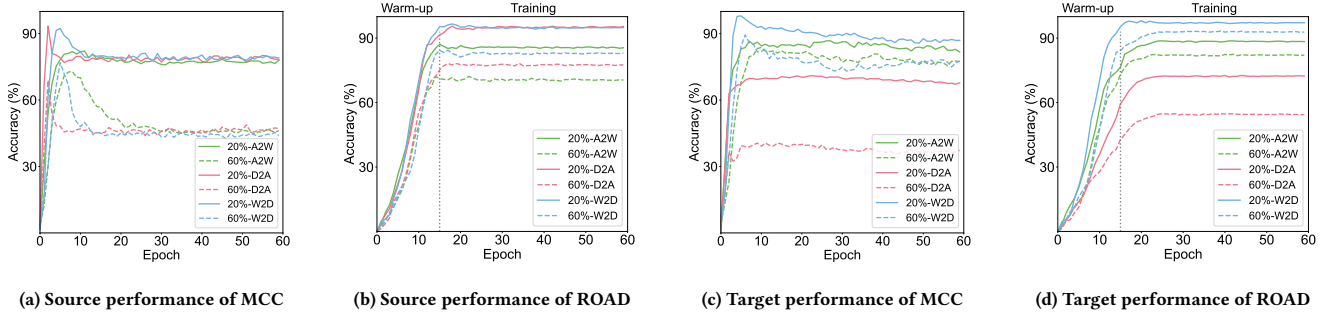 Accuracy (%)
90
60
30
0 10 20 30 40 50 60
Epoch
20%-A2W
60%-A2W
20%-D2A
60%-D2A
20%-W2D
60%-W2D
(a) Source performance of MCC
Warm-up Training
Accuracy (%)
90
60
30
0 10 20 30 40 50 60
Epoch
20%-A2W
60%-A2W
20%-D2A
60%-D2A
20%-W2D
60%-W2D
(b) Source performance of ROAD
Accuracy (%)
90
60
30
0 10 20 30 40 50 60
Epoch
20%-A2W
60%-A2W
20%-D2A
60%-D2A
20%-W2D
60%-W2D
(c) Target performance of MCC
Warm-up Training
Accuracy (%)
90
60
30
0 10 20 30 40 50 60
Epoch
20%-A2W
60%-A2W
20%-D2A
60%-D2A
20%-W2D
60%-W2D
(d) Target performance of ROAD